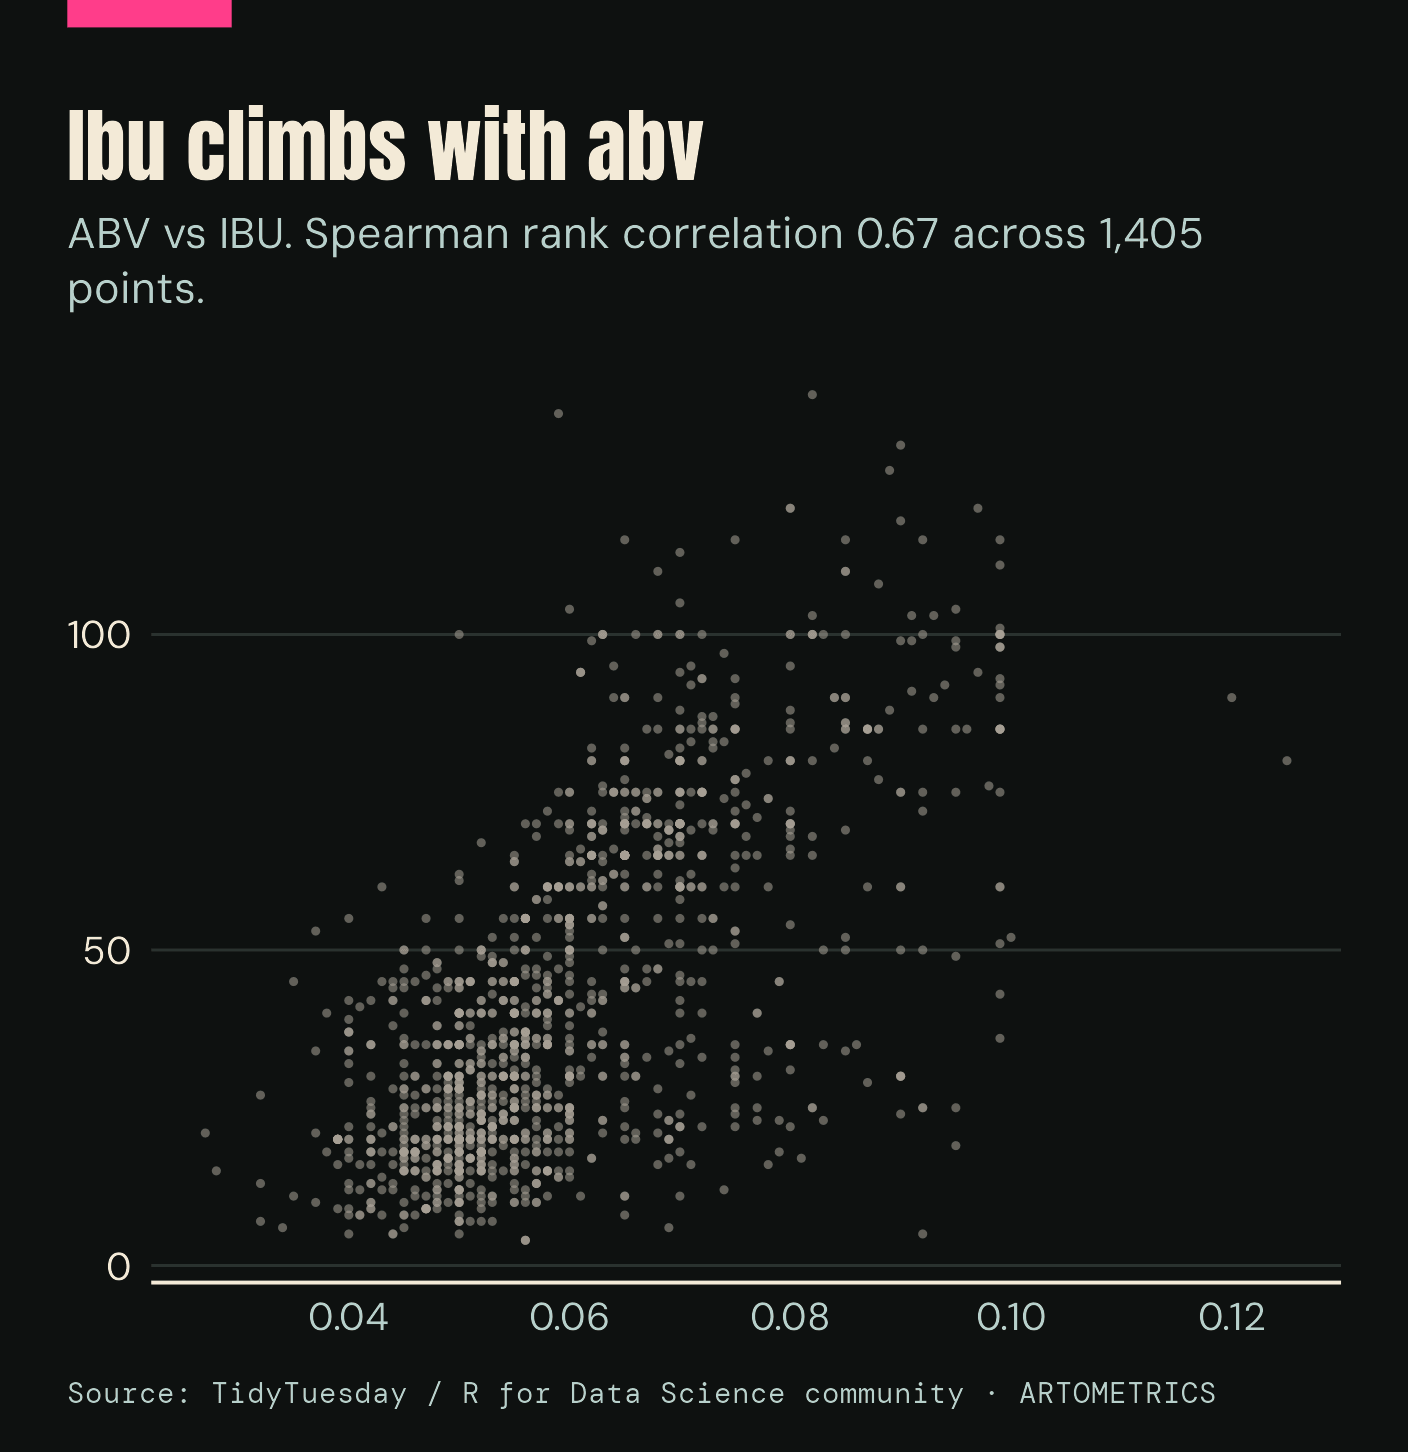 Ibu climbs with abv
ABV vs IBU. Spearman rank correlation 0.67 across 1,405
points.
100
50
0
0.04 0.06 0.08 0.10 0.12
Source: TidyTuesday / R for Data Science community · ARTOMETRICS